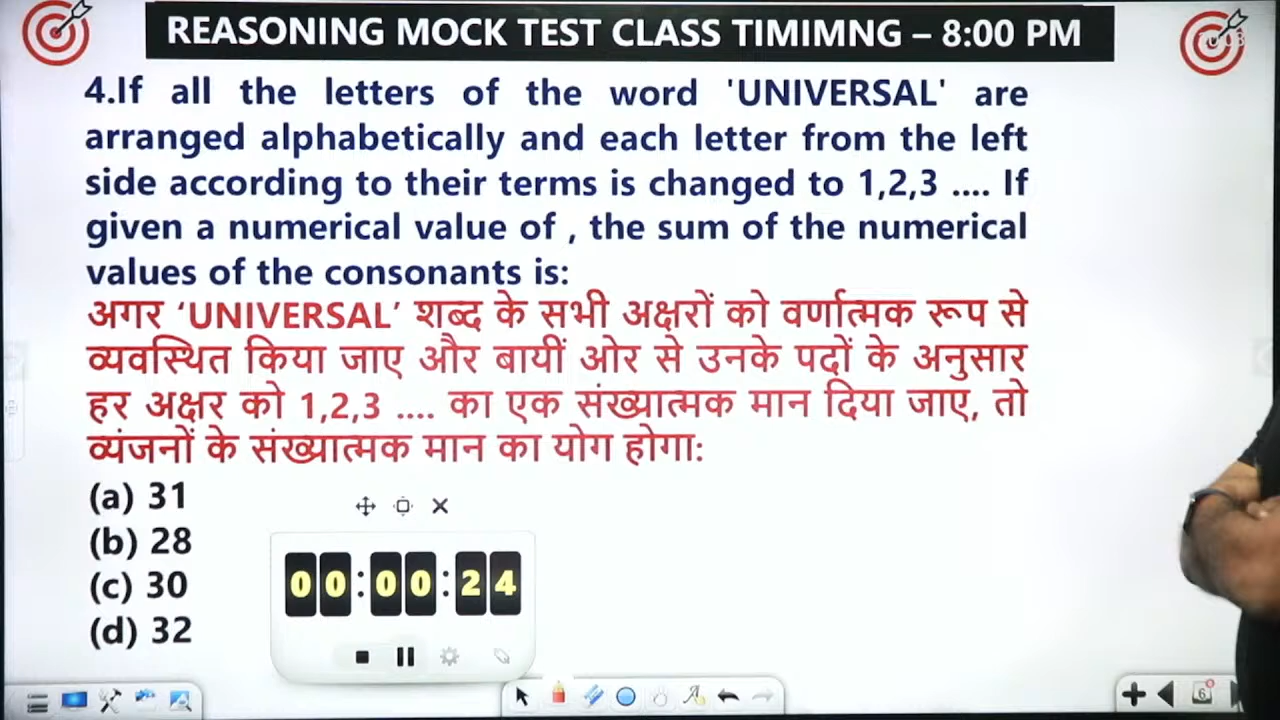 REASONING MOCK TEST CLASS TIMIMNG – 8:00 PM
4.If all the letters of the word 'UNIVERSAL' are
arranged alphabetically and each letter from the left
side according to their terms is changed to 1,2,3 .... If
given a numerical value of , the sum of the numerical
values of the consonants is:
अगर ‘UNIVERSAL’ शब्द के सभी अक्षरों को वर्णात्मक रूप से
व्यवस्थित किया जाए और बायीं ओर से उनके पदों के अनुसार
हर अक्षर को 1,2,3 .... का एक संख्यात्मक मान दिया जाए, तो
व्यंजनों के संख्यात्मक मान का योग होगा:
(a) 31
(b) 28
(c) 30
(d) 32
00:00:24
6